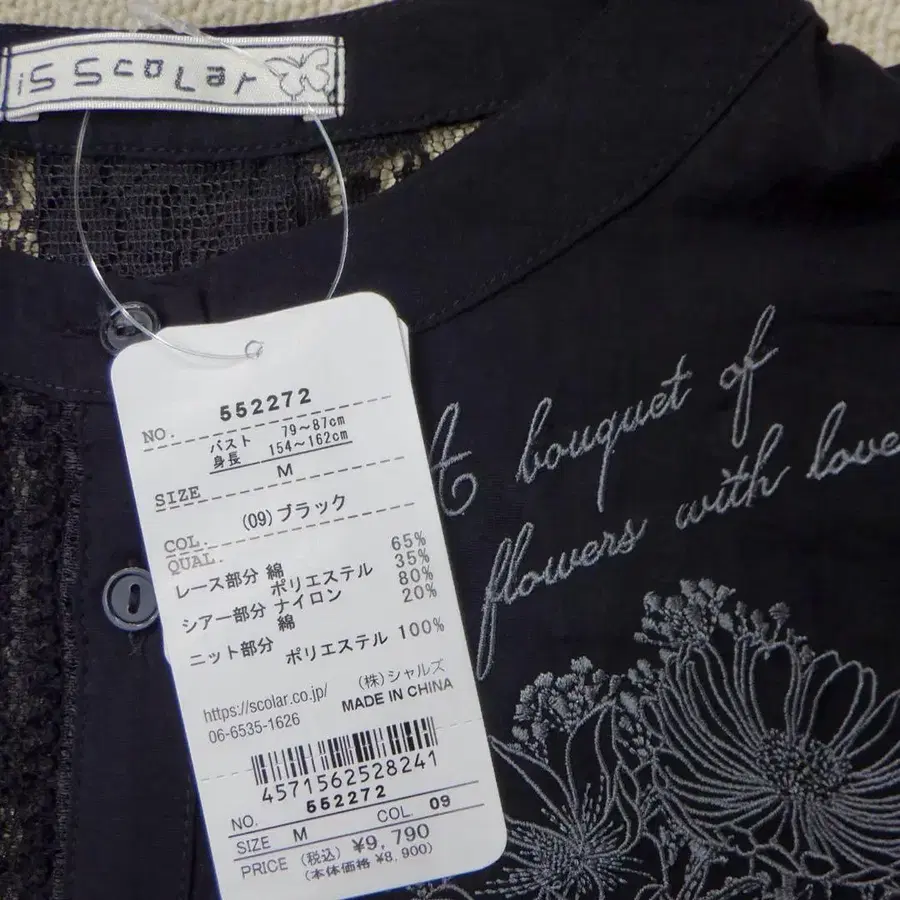 is ScoLar
A bouquet of
flowers with love
NO. 552272
バスト 79～87cm
身長 154～162cm
SIZE M
COL. (09)ブラック
QUAL.
レース部分 綿 65%
ポリエステル 35%
シアー部分 ナイロン 80%
綿 20%
ニット部分 ポリエステル 100%
https://scolar.co.jp/ (株)シャルズ
06-6535-1626 MADE IN CHINA
4571562528241
NO. 552272
SIZE M COL. 09
PRICE (税込) ¥9,790
(本体価格 ¥8,900)